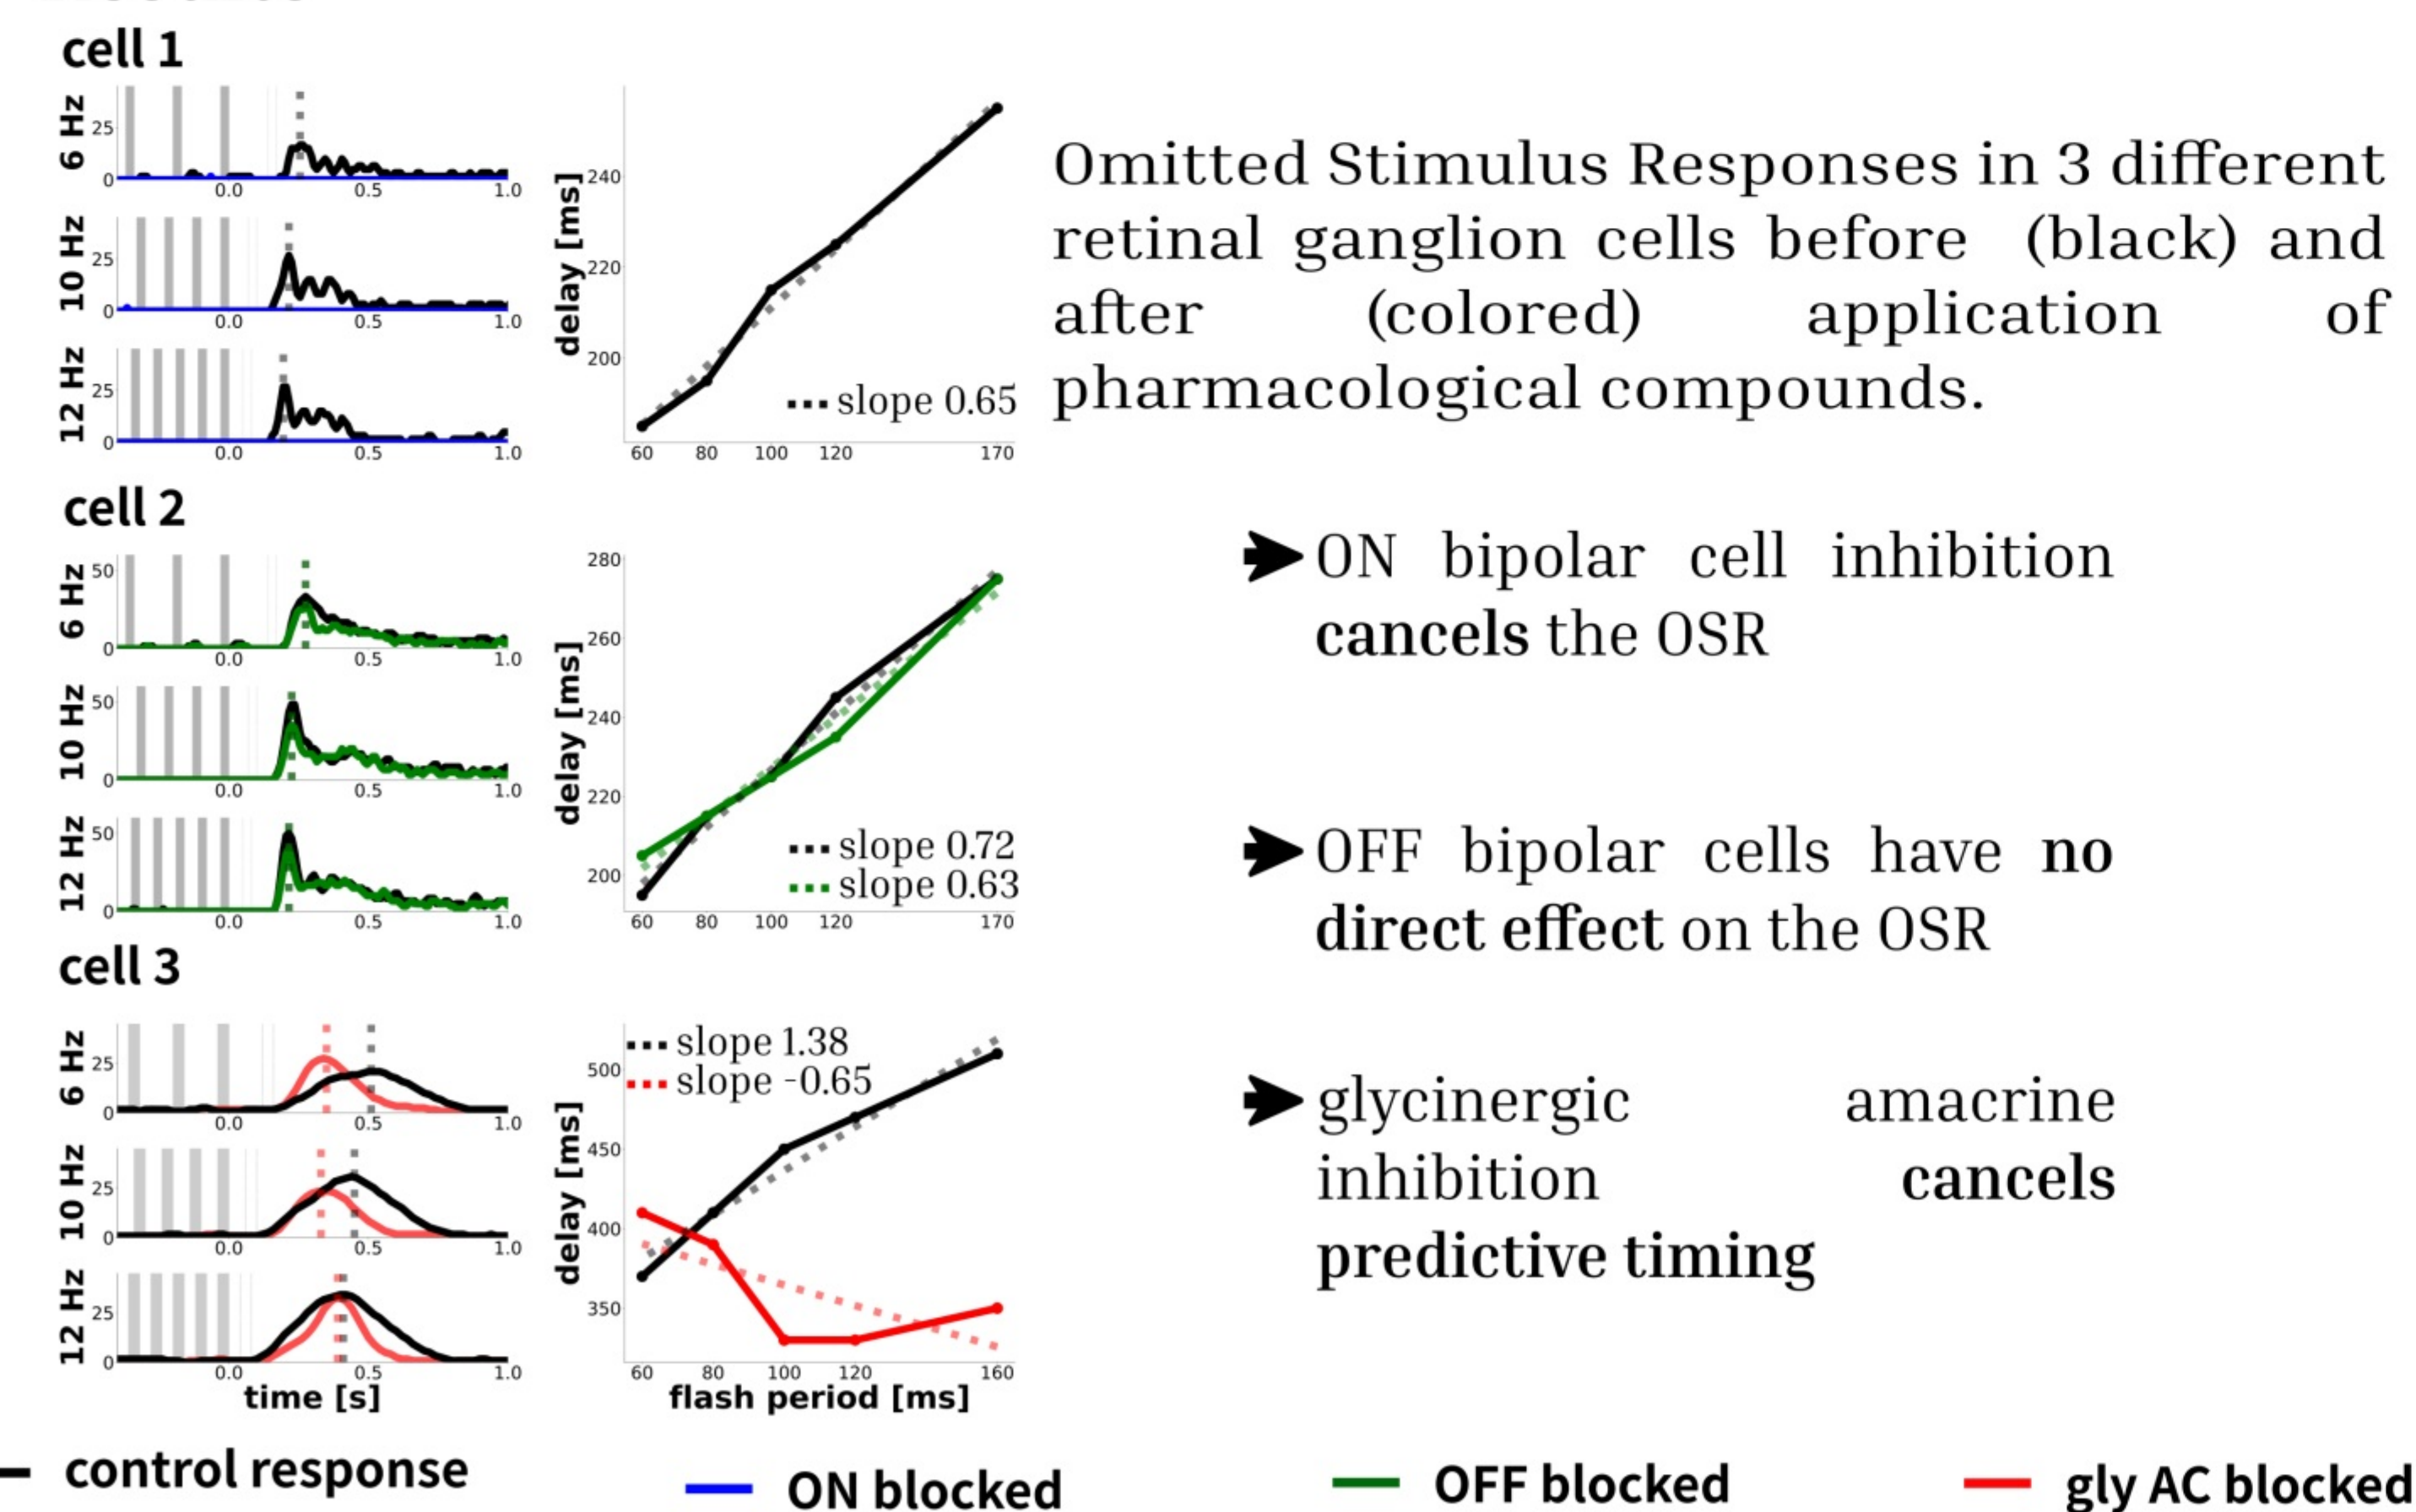 cell 1
6 Hz
25
0
0.0 0.5 1.0
10 Hz
25
0
0.0 0.5 1.0
12 Hz
25
0
0.0 0.5 1.0
delay [ms]
240
220
200
slope 0.65
60 80 100 120 170
Omitted Stimulus Responses in 3 different
retinal ganglion cells before (black) and
after (colored) application of
pharmacological compounds.
cell 2
6 Hz
50
0
0.0 0.5 1.0
10 Hz
50
0
0.0 0.5 1.0
12 Hz
50
0
0.0 0.5 1.0
delay [ms]
280
260
240
220
200
slope 0.72
slope 0.63
60 80 100 120 170
ON bipolar cell inhibition
cancels the OSR
OFF bipolar cells have no
direct effect on the OSR
cell 3
6 Hz
25
0
0.0 0.5 1.0
10 Hz
25
0
0.0 0.5 1.0
12 Hz
25
0
0.0 0.5 1.0
time [s]
delay [ms]
slope 1.38
slope -0.65
500
450
400
350
60 80 100 120 160
flash period [ms]
glycinergic amacrine
inhibition cancels
predictive timing
control response
ON blocked
OFF blocked
gly AC blocked